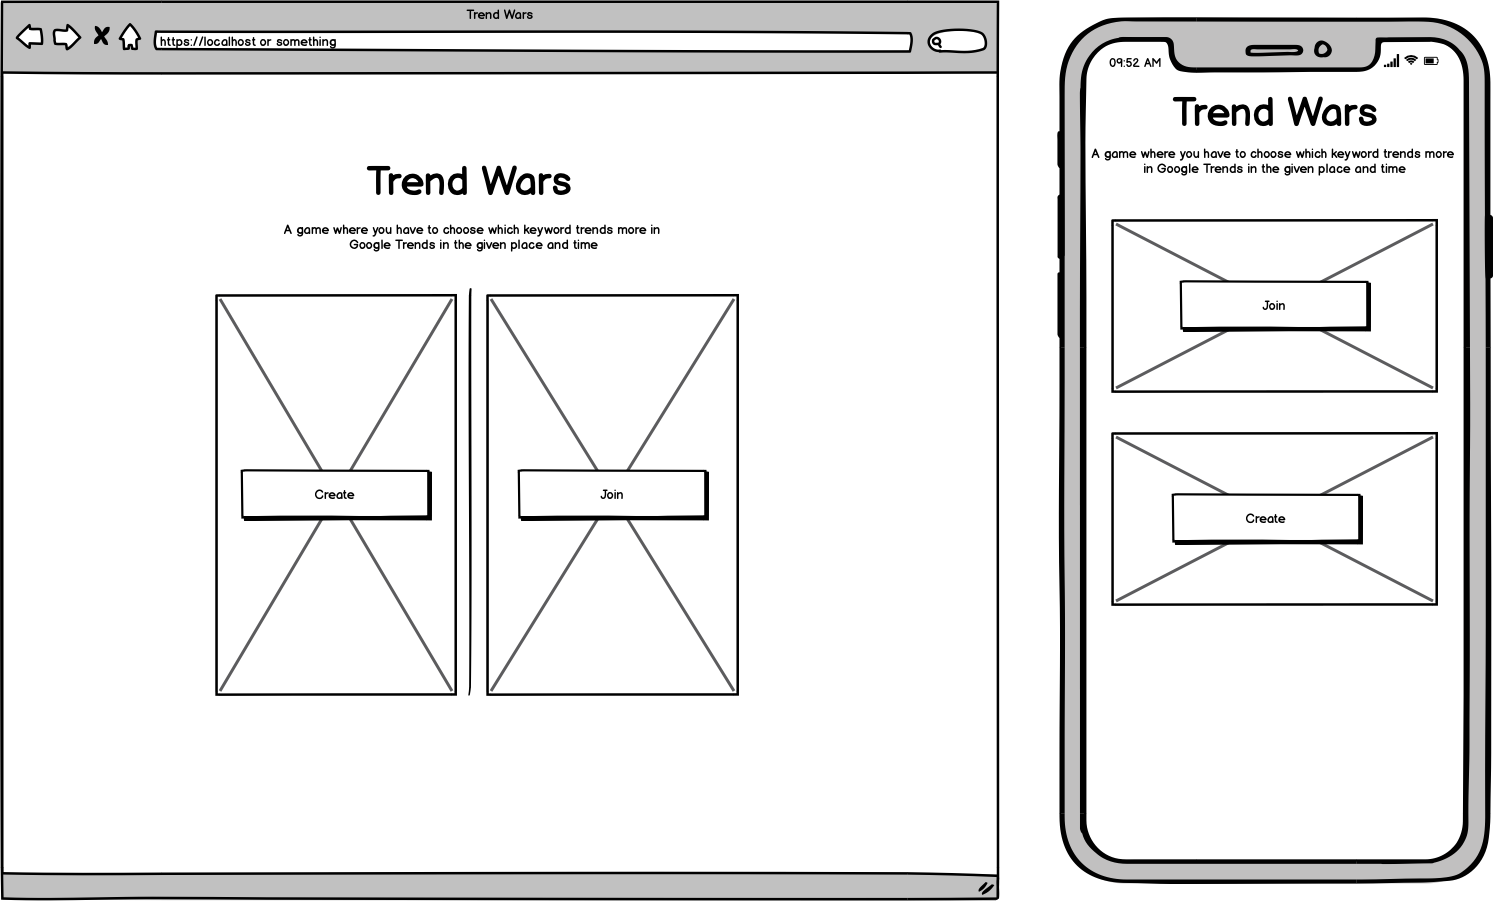 Trend Wars
https://localhost or something
Trend Wars
A game where you have to choose which keyword trends more in
Google Trends in the given place and time
Create
Join
09:52 AM
Trend Wars
A game where you have to choose which keyword trends more
in Google Trends in the given place and time
Join
Create